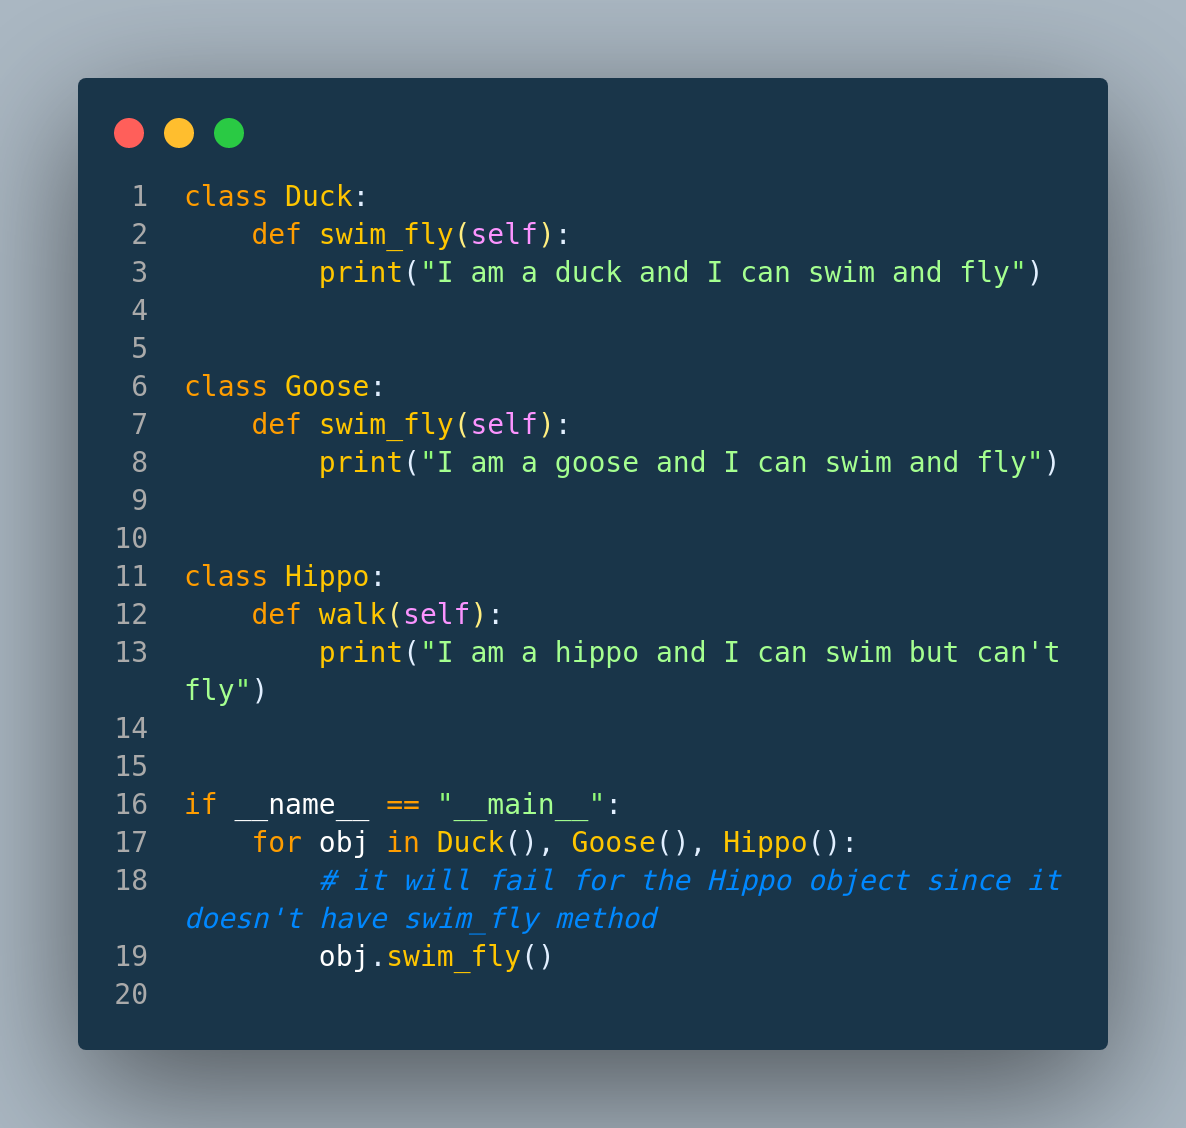 1 class Duck:
2     def swim_fly(self):
3         print("I am a duck and I can swim and fly")
4
5
6 class Goose:
7     def swim_fly(self):
8         print("I am a goose and I can swim and fly")
9
10
11 class Hippo:
12     def walk(self):
13         print("I am a hippo and I can swim but can't
fly")
14
15
16 if __name__ == "__main__":
17     for obj in Duck(), Goose(), Hippo():
18         # it will fail for the Hippo object since it
doesn't have swim_fly method
19         obj.swim_fly()
20